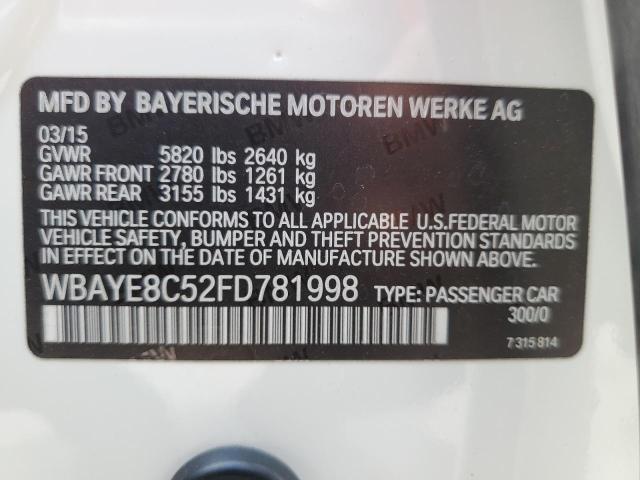 MFD BY BAYERISCHE MOTOREN WERKE AG
03/15
GVWR 5820 lbs 2640 kg
GAWR FRONT 2780 lbs 1261 kg
GAWR REAR 3155 lbs 1431 kg
THIS VEHICLE CONFORMS TO ALL APPLICABLE U.S.FEDERAL MOTOR
VEHICLE SAFETY, BUMPER AND THEFT PREVENTION STANDARDS
IN EFFECT ON THE DATE OF MANUFACTURE SHOWN ABOVE.
WBAYE8C52FD781998 TYPE: PASSENGER CAR
300/0
7 315 814